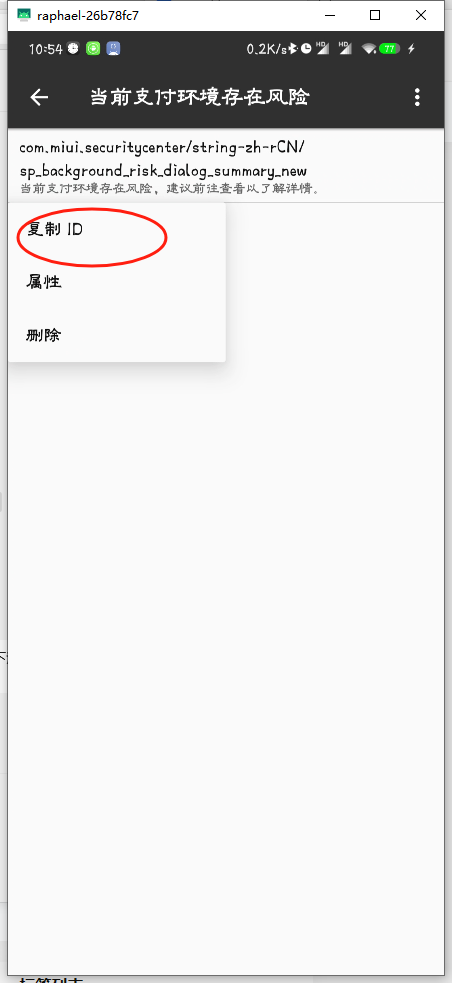 raphael-26b78fc7
10:54
0.2K/s
HD
HD
77
当前支付环境存在风险
com.miui.securitycenter/string-zh-rCN/
sp_background_risk_dialog_summary_new
当前支付环境存在风险，建议前往查看以了解详情。
复制 ID
属性
删除